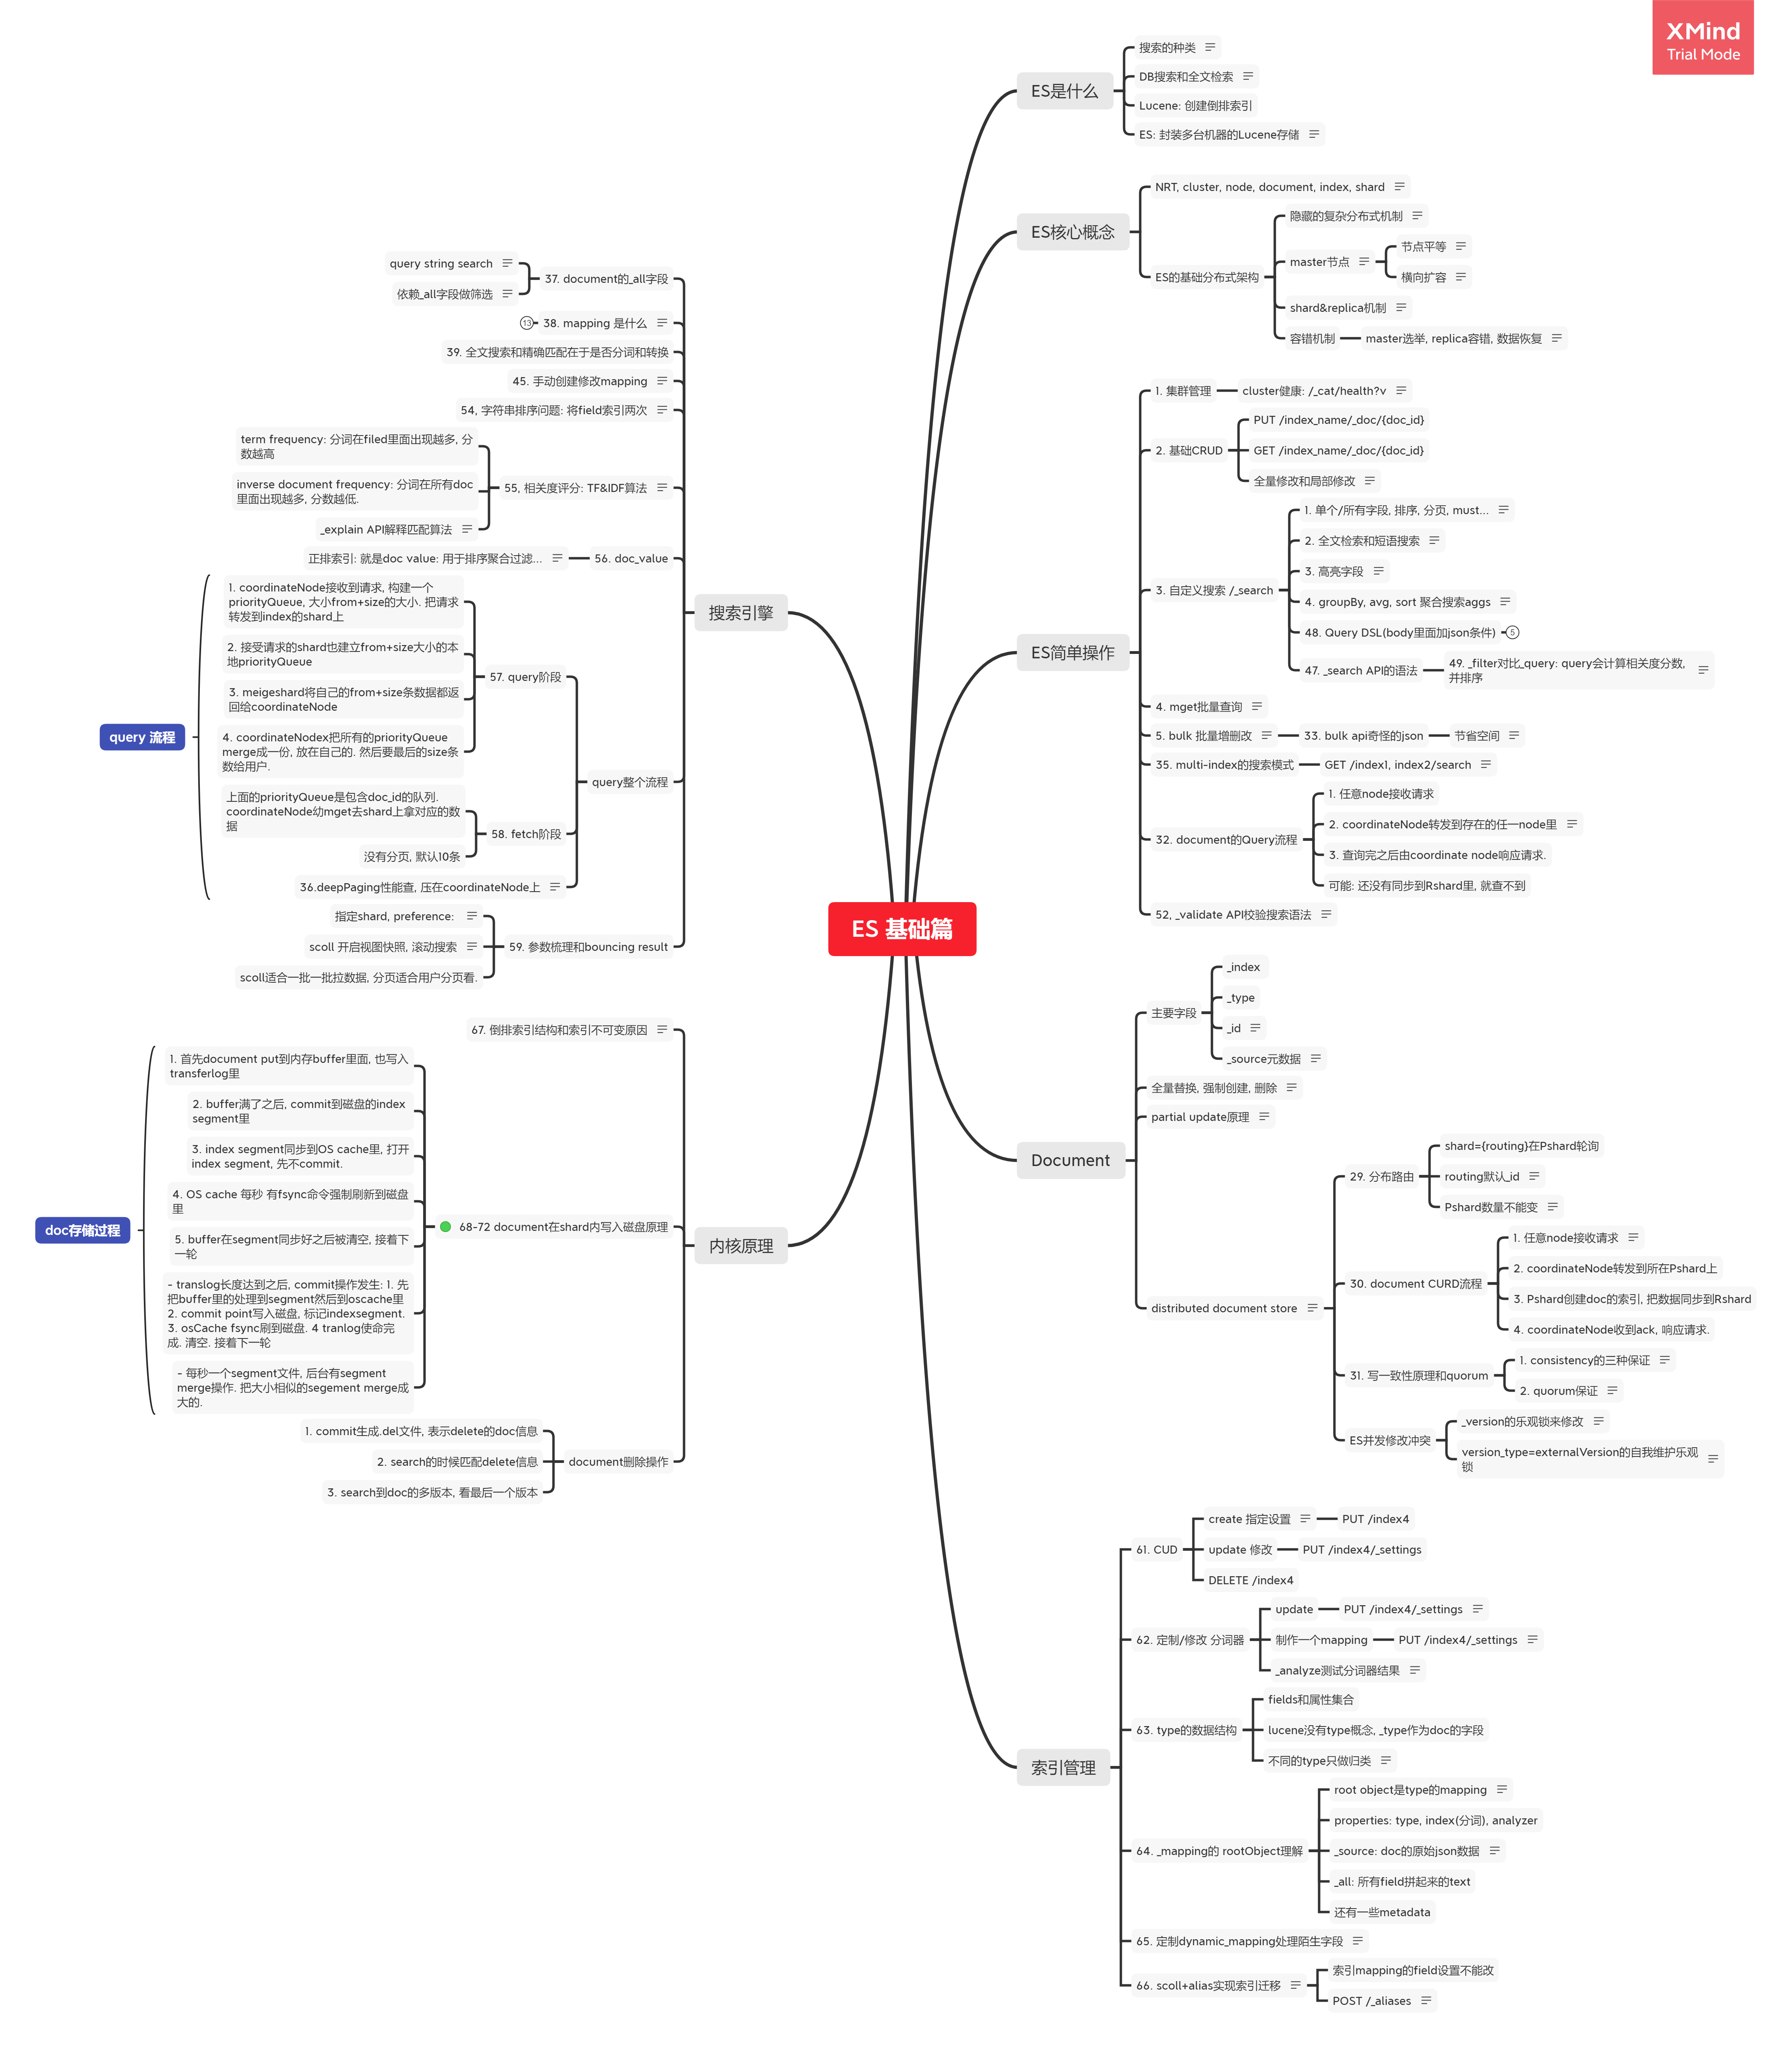 XMind
Trial Mode
ES 基础篇
ES是什么
搜索的种类
DB搜索和全文检索
Lucene: 创建倒排索引
ES: 封装多台机器的Lucene存储
ES核心概念
NRT, cluster, node, document, index, shard
ES的基础分布式架构
隐藏的复杂分布式机制
master节点
节点平等
横向扩容
shard&replica机制
容错机制
master选举, replica容错, 数据恢复
ES简单操作
1. 集群管理
cluster健康: /_cat/health?v
2. 基础CRUD
PUT /index_name/_doc/{doc_id}
GET /index_name/_doc/{doc_id}
全量修改和局部修改
3. 自定义搜索 /_search
1. 单个/所有字段, 排序, 分页, must...
2. 全文检索和短语搜索
3. 高亮字段
4. groupBy, avg, sort 聚合搜索aggs
48. Query DSL(body里面加json条件)
5
47. _search API的语法
49. _filter对比_query: query会计算相关度分数,
并排序
4. mget批量查询
5. bulk 批量增删改
33. bulk api奇怪的json
节省空间
35. multi-index的搜索模式
GET /index1, index2/search
32. document的Query流程
1. 任意node接收请求
2. coordinateNode转发到存在的任一node里
3. 查询完之后由coordinate node响应请求.
可能: 还没有同步到Rshard里, 就查不到
52, _validate API校验搜索语法
Document
主要字段
_index
_type
_id
_source元数据
全量替换, 强制创建, 删除
partial update原理
distributed document store
29. 分布路由
shard={routing}在Pshard轮询
routing默认_id
Pshard数量不能变
30. document CURD流程
1. 任意node接收请求
2. coordinateNode转发到所在Pshard上
3. Pshard创建doc的索引, 把数据同步到Rshard
4. coordinateNode收到ack, 响应请求.
31. 写一致性原理和quorum
1. consistency的三种保证
2. quorum保证
ES并发修改冲突
_version的乐观锁来修改
version_type=externalVersion的自我维护乐观
锁
索引管理
61. CUD
create 指定设置
PUT /index4
update 修改
PUT /index4/_settings
DELETE /index4
62. 定制/修改 分词器
update
PUT /index4/_settings
制作一个mapping
PUT /index4/_settings
_analyze测试分词器结果
63. type的数据结构
fields和属性集合
lucene没有type概念, _type作为doc的字段
不同的type只做归类
64. _mapping的 rootObject理解
root object是type的mapping
properties: type, index(分词), analyzer
_source: doc的原始json数据
_all: 所有field拼起来的text
还有一些metadata
65. 定制dynamic_mapping处理陌生字段
66. scoll+alias实现索引迁移
索引mapping的field设置不能改
POST /_aliases
搜索引擎
37. document的_all字段
query string search
依赖_all字段做筛选
38. mapping 是什么
13
39. 全文搜索和精确匹配在于是否分词和转换
45. 手动创建修改mapping
54, 字符串排序问题: 将field索引两次
55, 相关度评分: TF&IDF算法
term frequency: 分词在filed里面出现越多, 分
数越高
inverse document frequency: 分词在所有doc
里面出现越多, 分数越低.
_explain API解释匹配算法
56. doc_value
正排索引: 就是doc value: 用于排序聚合过滤...
query整个流程
57. query阶段
1. coordinateNode接收到请求, 构建一个
priorityQueue, 大小from+size的大小. 把请求
转发到index的shard上
2. 接受请求的shard也建立from+size大小的本
地priorityQueue
3. meigeshard将自己的from+size条数据都返
回给coordinateNode
4. coordinateNodex把所有的priorityQueue
merge成一份, 放在自己的. 然后要最后的size条
数给用户.
58. fetch阶段
上面的priorityQueue是包含doc_id的队列.
coordinateNode幼mget去shard上拿对应的数
据
没有分页, 默认10条
36.deepPaging性能查, 压在coordinateNode上
query 流程
59. 参数梳理和bouncing result
指定shard, preference:
scoll 开启视图快照, 滚动搜索
scoll适合一批一批拉数据, 分页适合用户分页看.
内核原理
67. 倒排索引结构和索引不可变原因
68-72 document在shard内写入磁盘原理
1. 首先document put到内存buffer里面, 也写入
transferlog里
2. buffer满了之后, commit到磁盘的index
segment里
3. index segment同步到OS cache里, 打开
index segment, 先不commit.
4. OS cache 每秒 有fsync命令强制刷新到磁盘
里
5. buffer在segment同步好之后被清空, 接着下
一轮
- translog长度达到之后, commit操作发生: 1. 先
把buffer里的处理到segment然后到oscache里
2. commit point写入磁盘, 标记indexsegment.
3. osCache fsync刷到磁盘. 4 tranlog使命完
成. 清空. 接着下一轮
- 每秒一个segment文件, 后台有segment
merge操作. 把大小相似的segement merge成
大的.
doc存储过程
document删除操作
1. commit生成.del文件, 表示delete的doc信息
2. search的时候匹配delete信息
3. search到doc的多版本, 看最后一个版本